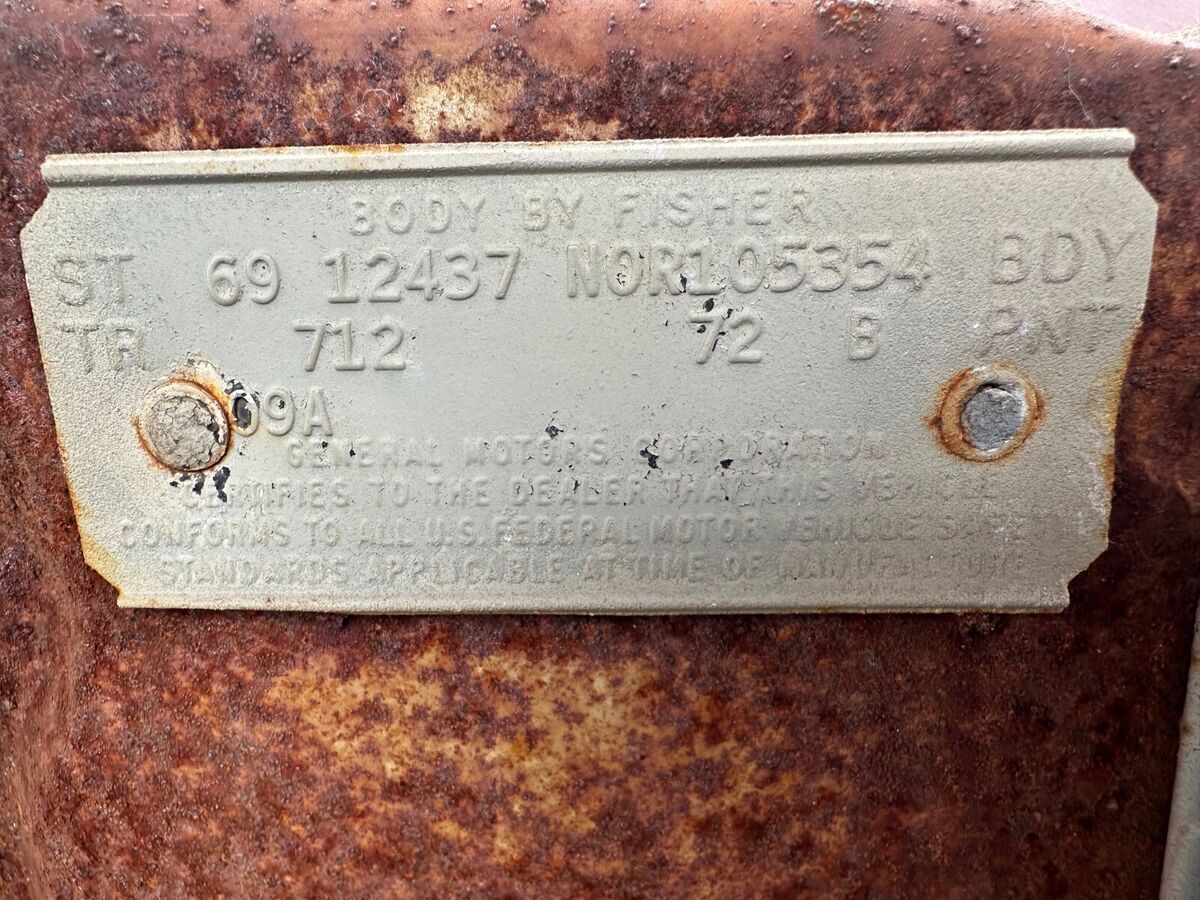 BODY BY FISHER
ST 69 12437 NOR105354 BDY
TR 712 72 B PNT
09A
GENERAL MOTORS CORPORATION
CERTIFIES TO THE DEALER THAT THIS VEHICLE
CONFORMS TO ALL U.S. FEDERAL MOTOR VEHICLE SAFETY
STANDARDS APPLICABLE AT TIME OF MANUFACTURE